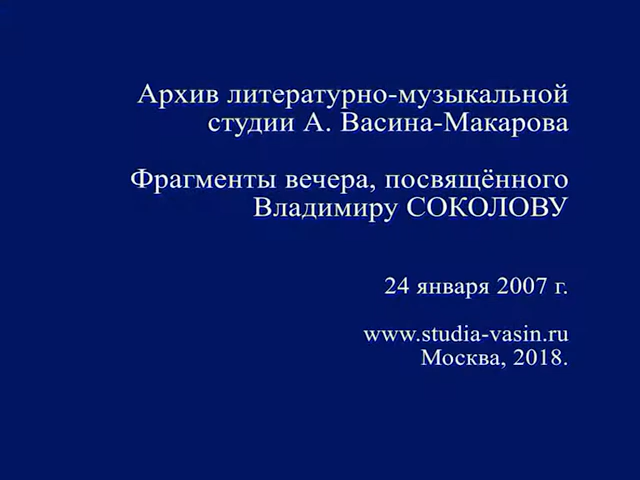 Архив литературно-музыкальной
студии А. Васина-Макарова
Фрагменты вечера, посвящённого
Владимиру СОКОЛОВУ
24 января 2007 г.
www.studia-vasin.ru
Москва, 2018.